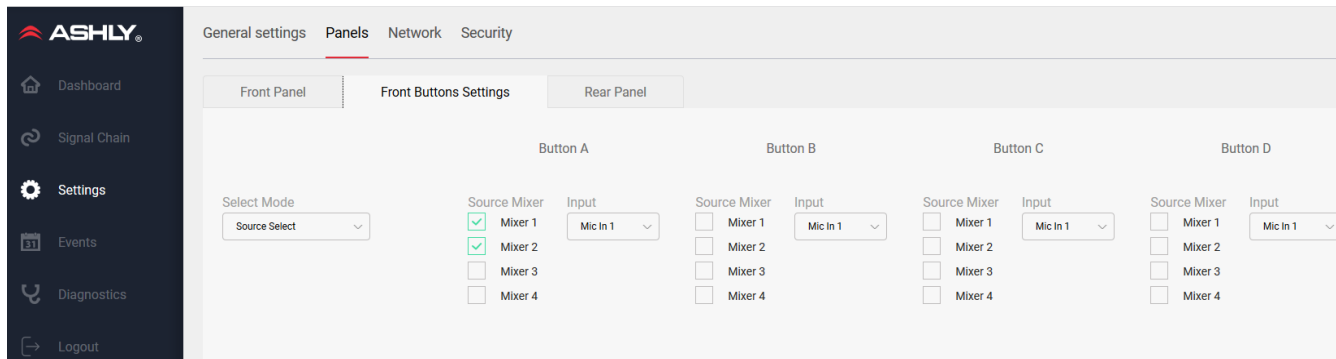 ASHLY®
General settings Panels Network Security
Dashboard
Front Panel Front Buttons Settings Rear Panel
Signal Chain
Button A Button B Button C Button D
Settings
Select Mode Source Mixer Input Source Mixer Input Source Mixer Input Source Mixer Input
Source Select Mixer 1 Mic In 1 Mixer 1 Mic In 1 Mixer 1 Mic In 1 Mixer 1 Mic In 1
31 Events Mixer 2 Mixer 2 Mixer 2 Mixer 2
Mixer 3 Mixer 3 Mixer 3 Mixer 3
Diagnostics Mixer 4 Mixer 4 Mixer 4 Mixer 4
Logout